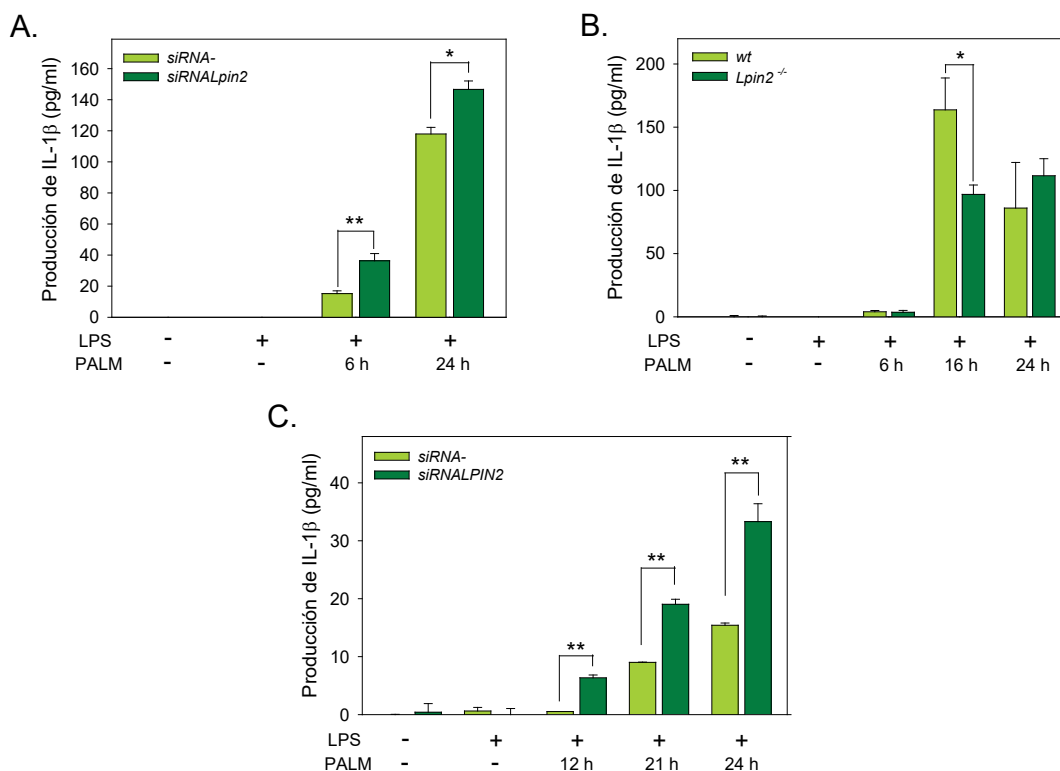 A.
siRNA-
siRNALpin2
Producción de IL-1β (pg/ml)
160
140
120
100
80
60
40
20
0
*
**
LPS - + + +
PALM - - 6 h 24 h
B.
wt
Lpin2 -/-
Producción de IL-1β (pg/ml)
200
150
100
50
0
*
LPS - + + + +
PALM - - 6 h 16 h 24 h
C.
siRNA-
siRNALPIN2
Producción de IL-1β (pg/ml)
40
30
20
10
0
**
**
**
LPS - + + + +
PALM - - 12 h 21 h 24 h